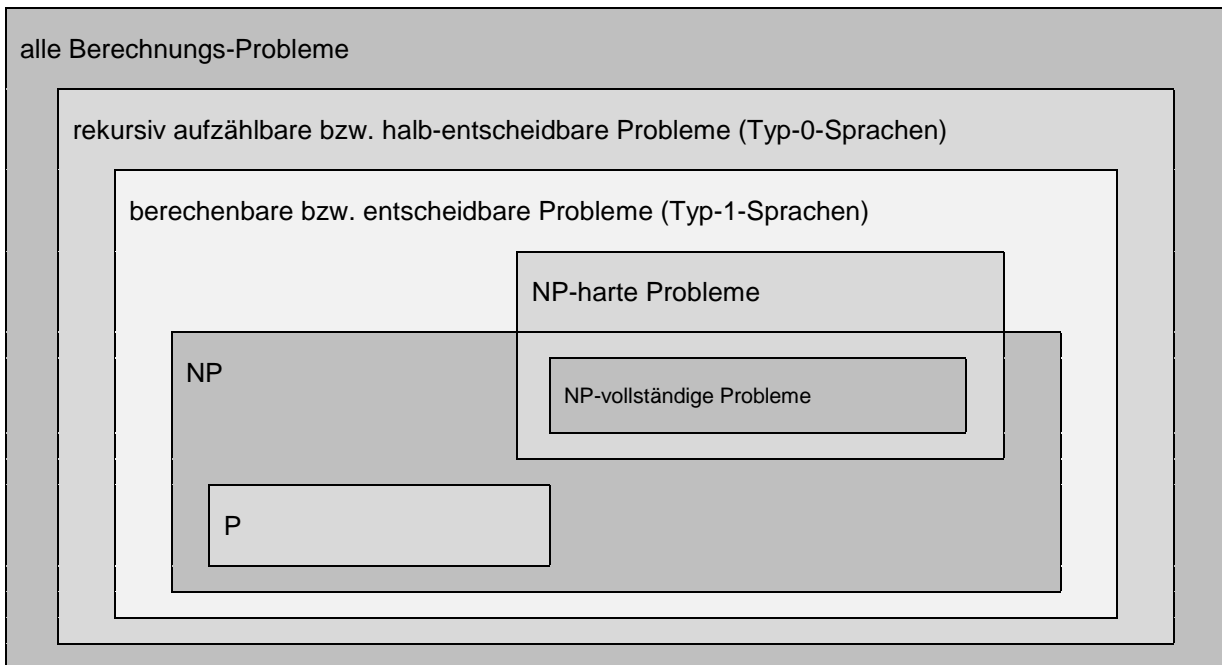 alle Berechnungs-Probleme
rekursiv aufzählbare bzw. halb-entscheidbare Probleme (Typ-0-Sprachen)
berechenbare bzw. entscheidbare Probleme (Typ-1-Sprachen)
NP-harte Probleme
NP
NP-vollständige Probleme
P